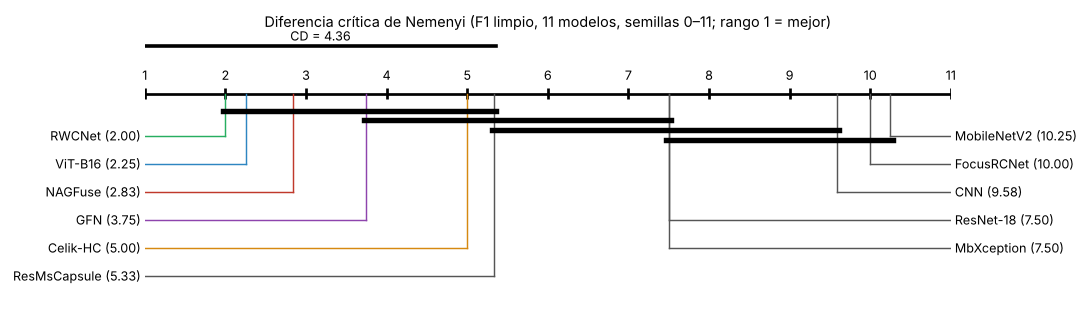 Diferencia crítica de Nemenyi (F1 limpio, 11 modelos, semillas 0–11; rango 1 = mejor)
CD = 4.36
1 2 3 4 5 6 7 8 9 10 11
RWCNet (2.00)
ViT-B16 (2.25)
NAGFuse (2.83)
GFN (3.75)
Celik-HC (5.00)
ResMsCapsule (5.33)
MobileNetV2 (10.25)
FocusRCNet (10.00)
CNN (9.58)
ResNet-18 (7.50)
MbXception (7.50)